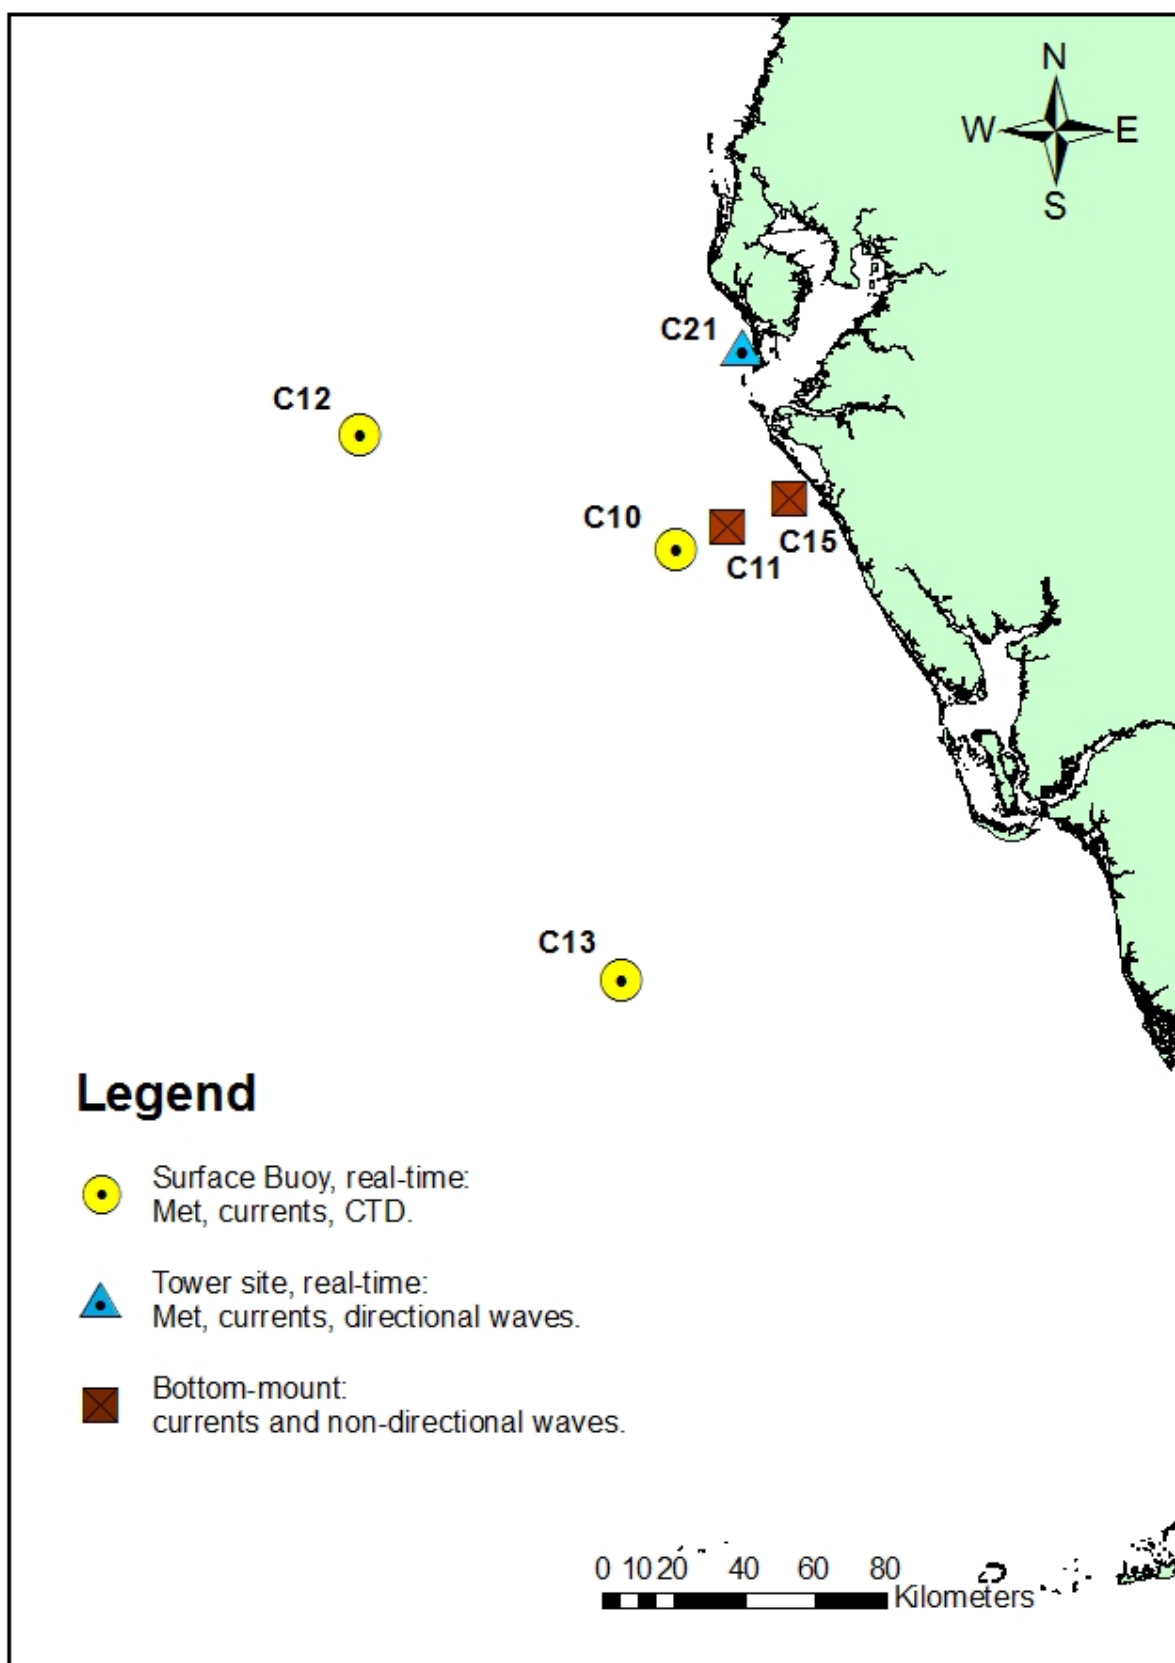 N
W E
S
C21
C12
C10
C15
C11
C13
Legend
Surface Buoy, real-time:
Met, currents, CTD.
Tower site, real-time:
Met, currents, directional waves.
Bottom-mount:
currents and non-directional waves.
0 10 20 40 60 80
Kilometers